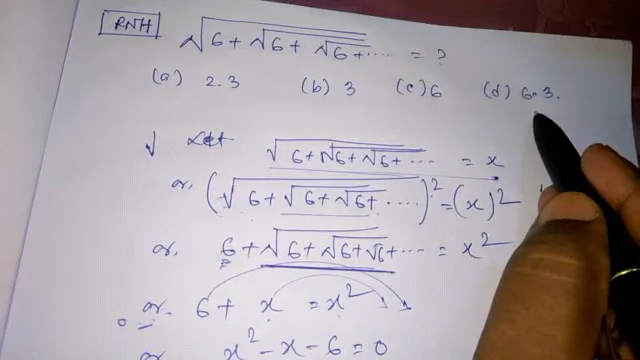 RNH √6+√6+√6+.... = ?
(a) 2.3 (b) 3 (c) 6 (d) 6.3.
Let √6+√6+√6+... = x
or, (√6+√6+√6+....)² = (x)²
or, 6+√6+√6+√6+... = x²
or, 6+x = x²
or x²-x-6=0